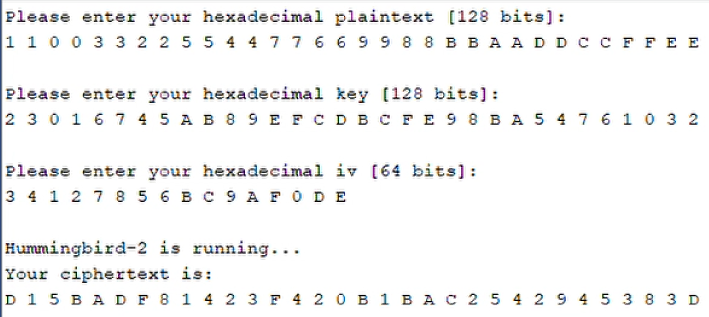 Please enter your hexadecimal plaintext [128 bits]:
1 1 0 0 3 3 2 2 5 5 4 4 7 7 6 6 9 9 8 8 B B A A D D C C F F E E
Please enter your hexadecimal key [128 bits]:
2 3 0 1 6 7 4 5 A B 8 9 E F C D B C F E 9 8 B A 5 4 7 6 1 0 3 2
Please enter your hexadecimal iv [64 bits]:
3 4 1 2 7 8 5 6 B C 9 A F 0 D E
Hummingbird-2 is running...
Your ciphertext is:
D 1 5 B A D F 8 1 4 2 3 F 4 2 0 B 1 B A C 2 5 4 2 9 4 5 3 8 3 D